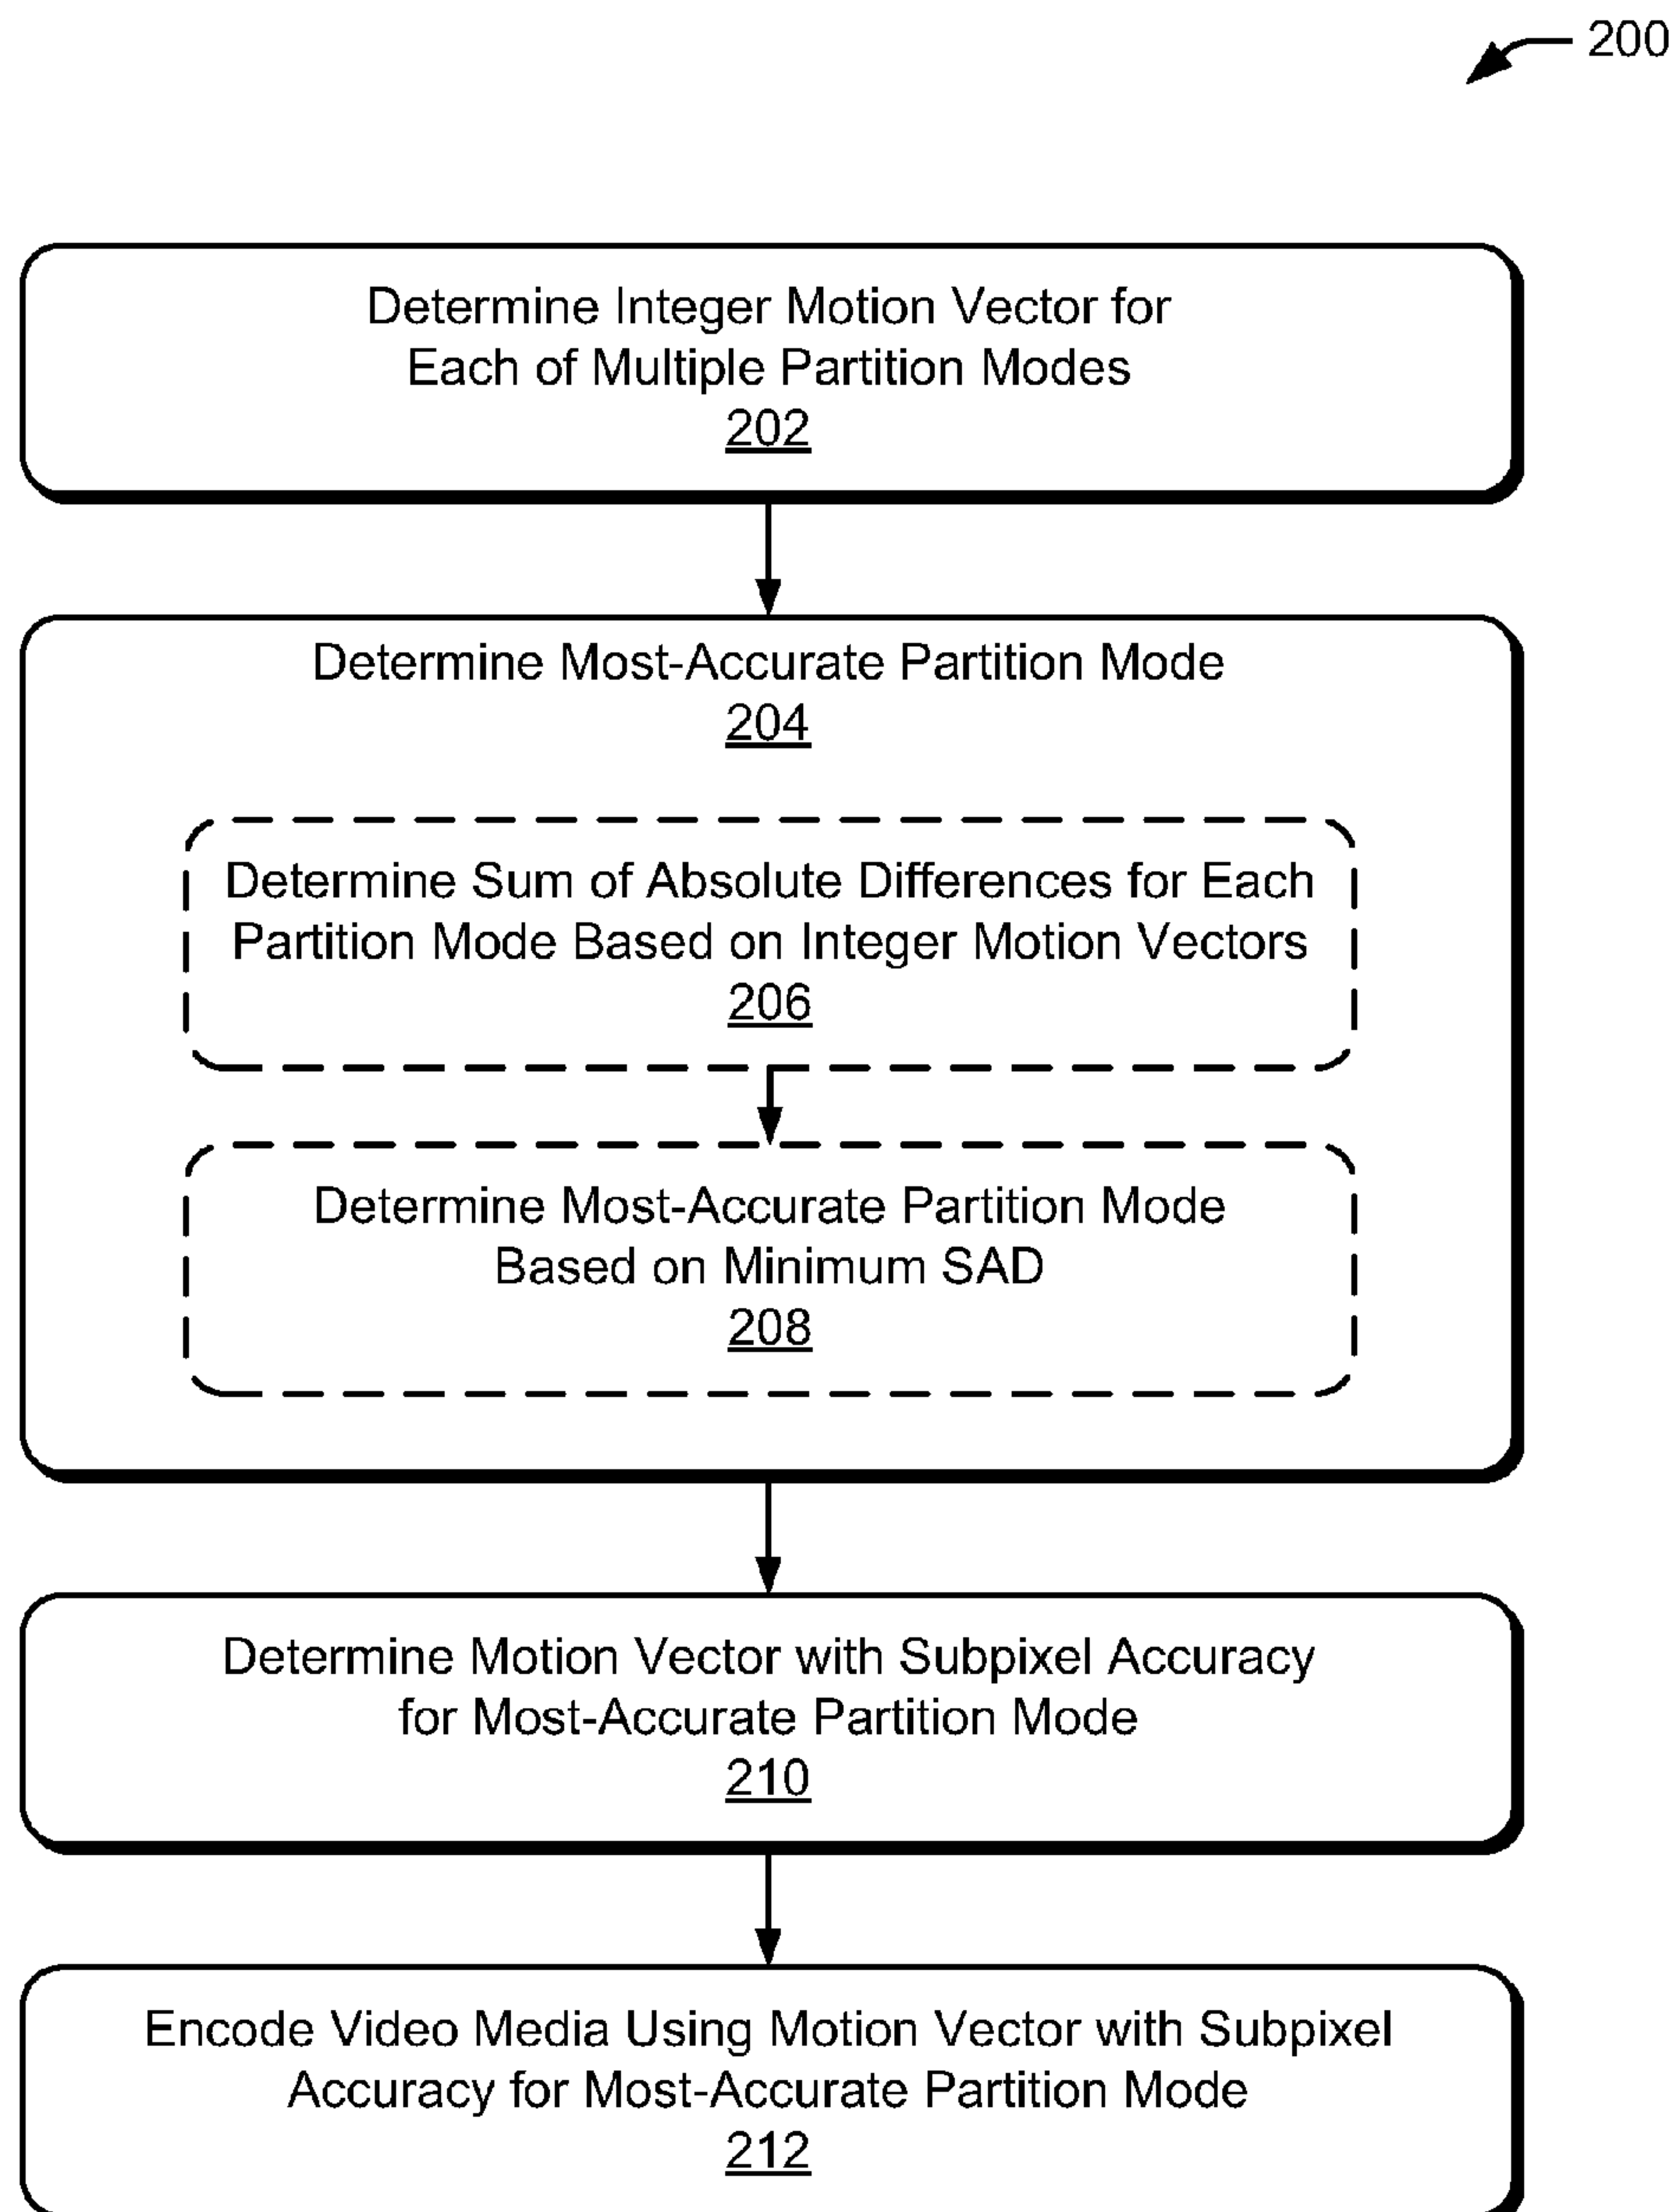 200
Determine Integer Motion Vector for
Each of Multiple Partition Modes
202
Determine Most-Accurate Partition Mode
204
Determine Sum of Absolute Differences for Each
Partition Mode Based on Integer Motion Vectors
206
Determine Most-Accurate Partition Mode
Based on Minimum SAD
208
Determine Motion Vector with Subpixel Accuracy
for Most-Accurate Partition Mode
210
Encode Video Media Using Motion Vector with Subpixel
Accuracy for Most-Accurate Partition Mode
212